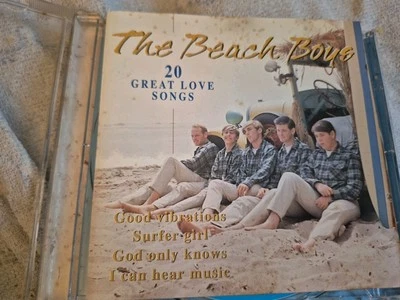 The Beach Boys
20
GREAT LOVE
SONGS
Good vibrations
Surfer girl
God only knows
I can hear music